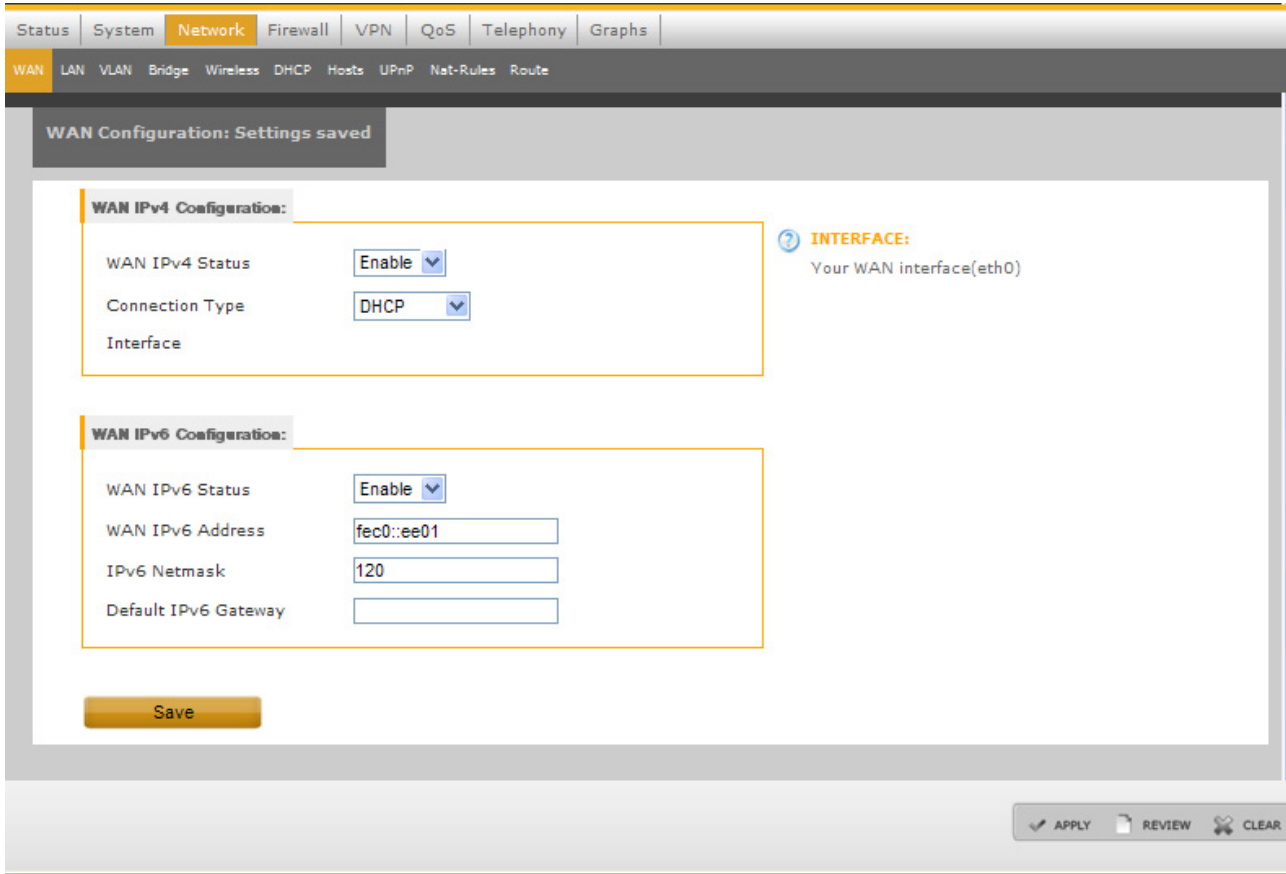 Status System Network Firewall VPN QoS Telephony Graphs
WAN LAN VLAN Bridge Wireless DHCP Hosts UPnP Nat-Rules Route
WAN Configuration: Settings saved
WAN IPv4 Configuration:
WAN IPv4 Status Enable
Connection Type DHCP
Interface
INTERFACE:
Your WAN interface(eth0)
WAN IPv6 Configuration:
WAN IPv6 Status Enable
WAN IPv6 Address fec0::ee01
IPv6 Netmask 120
Default IPv6 Gateway
Save
APPLY REVIEW CLEAR